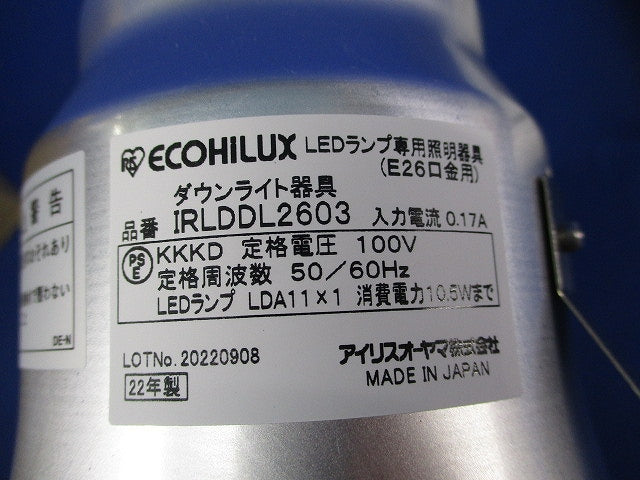 ECOHiLUX LEDランプ専用照明器具
(E26口金用)
ダウンライト器具
品番 IRLDDL2603 入力電流 0.17A
PSE KKKD 定格電圧 100V
定格周波数 50/60Hz
LEDランプ LDA11×1 消費電力10.5Wまで
LOTNo.20220908
22年製
アイリスオーヤマ株式会社
MADE IN JAPAN
警告
DE-N